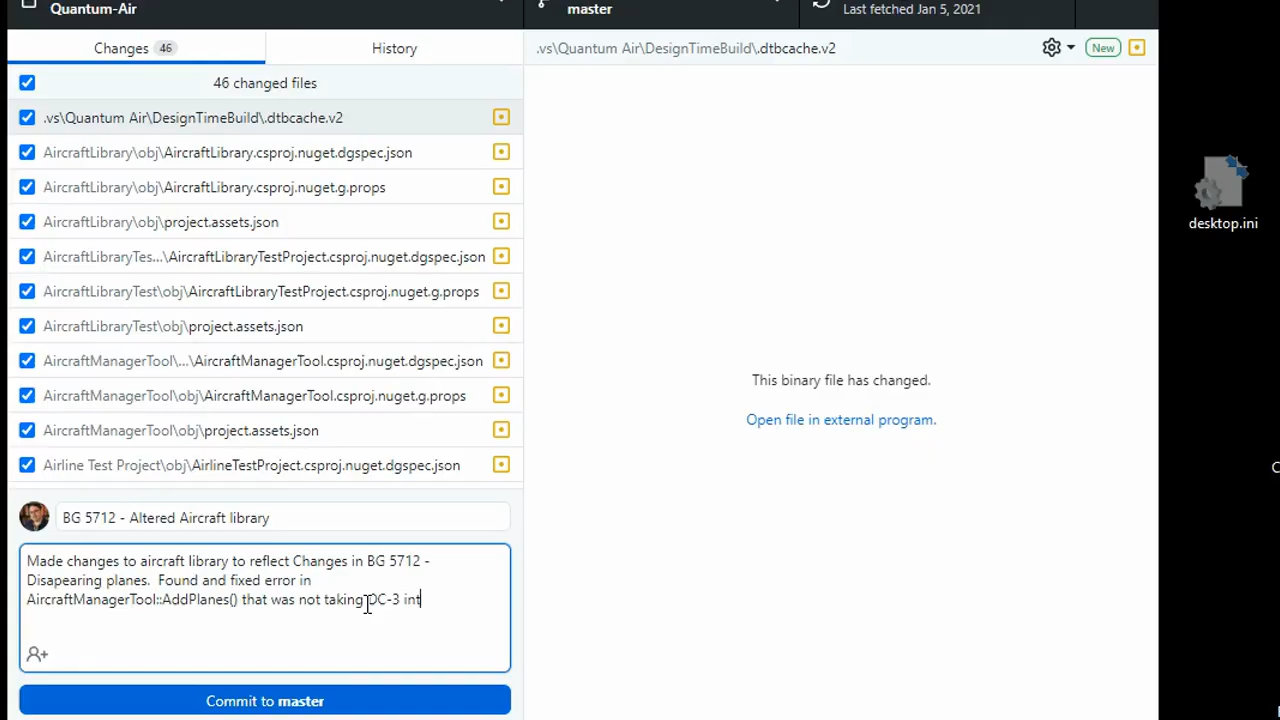 Quantum-Air
master
Last fetched Jan 5, 2021
Changes 46
History
.vs\Quantum Air\DesignTimeBuild\.dtbcache.v2
New
46 changed files
.vs\Quantum Air\DesignTimeBuild\.dtbcache.v2
AircraftLibrary\obj\AircraftLibrary.csproj.nuget.dgspec.json
AircraftLibrary\obj\AircraftLibrary.csproj.nuget.g.props
AircraftLibrary\obj\project.assets.json
AircraftLibraryTes...\AircraftLibraryTestProject.csproj.nuget.dgspec.json
AircraftLibraryTest\obj\AircraftLibraryTestProject.csproj.nuget.g.props
AircraftLibraryTest\obj\project.assets.json
AircraftManagerTool\...\AircraftManagerTool.csproj.nuget.dgspec.json
AircraftManagerTool\obj\AircraftManagerTool.csproj.nuget.g.props
AircraftManagerTool\obj\project.assets.json
Airline Test Project\obj\AirlineTestProject.csproj.nuget.dgspec.json
This binary file has changed.
Open file in external program.
desktop.ini
BG 5712 - Altered Aircraft library
Made changes to aircraft library to reflect Changes in BG 5712 -
Disapearing planes.  Found and fixed error in
AircraftManagerTool::AddPlanes() that was not taking DC-3 int
Commit to master